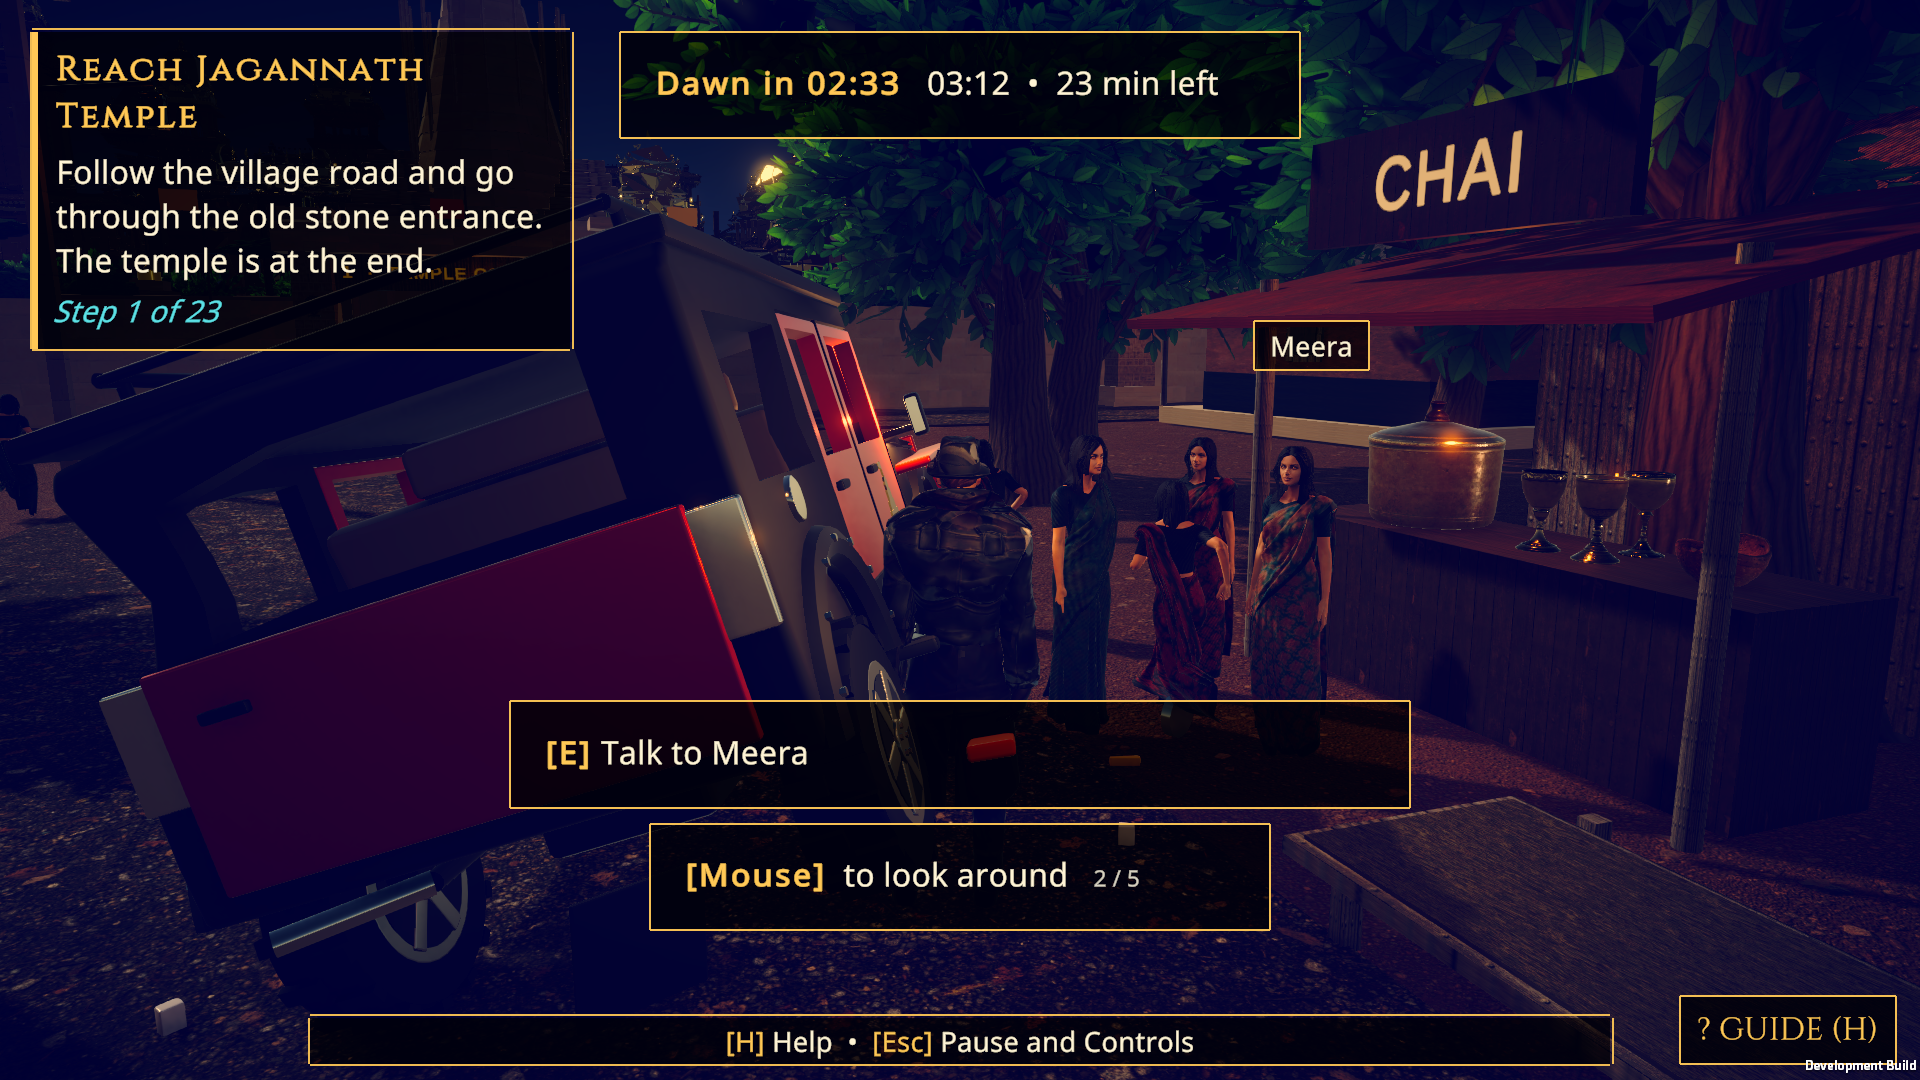 REACH JAGANNATH
TEMPLE
Follow the village road and go
through the old stone entrance.
The temple is at the end.
Step 1 of 23
Dawn in 02:33 03:12 • 23 min left
CHAI
Meera
[E] Talk to Meera
[Mouse] to look around 2 / 5
[H] Help • [Esc] Pause and Controls
? GUIDE (H)
Development Build